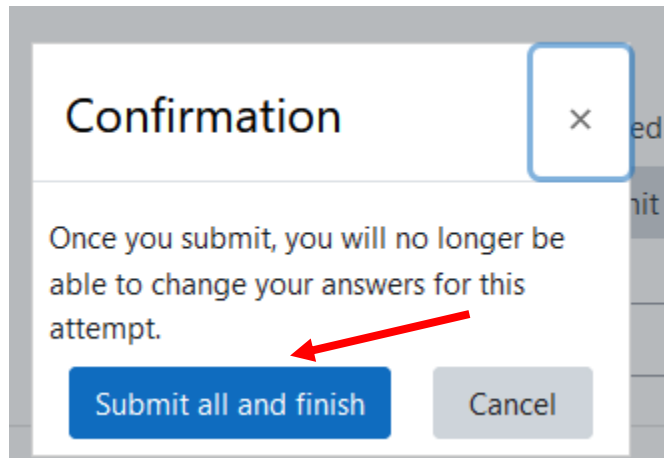 Confirmation
×
ed
Once you submit, you will no longer be
able to change your answers for this
attempt.
Submit all and finish
Cancel